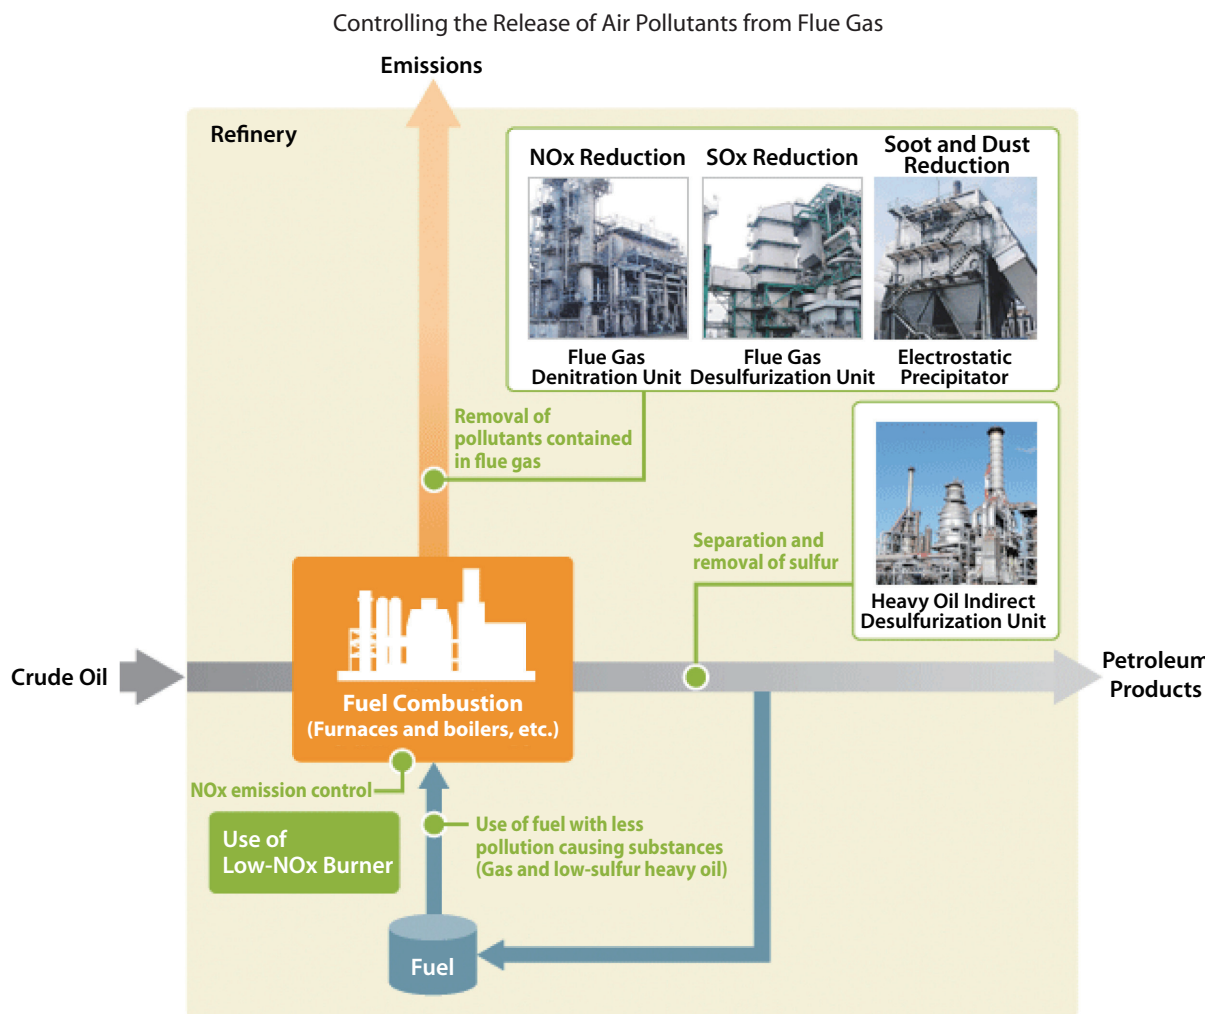 Controlling the Release of Air Pollutants from Flue Gas
Emissions
Refinery
NOx Reduction
SOx Reduction
Soot and Dust
Reduction
Flue Gas
Denitration Unit
Flue Gas
Desulfurization Unit
Electrostatic
Precipitator
Removal of
pollutants contained
in flue gas
Separation and
removal of sulfur
Heavy Oil Indirect
Desulfurization Unit
Crude Oil
Fuel Combustion
(Furnaces and boilers, etc.)
Petroleum
Products
NOx emission control
Use of
Low-NOx Burner
Use of fuel with less
pollution causing substances
(Gas and low-sulfur heavy oil)
Fuel